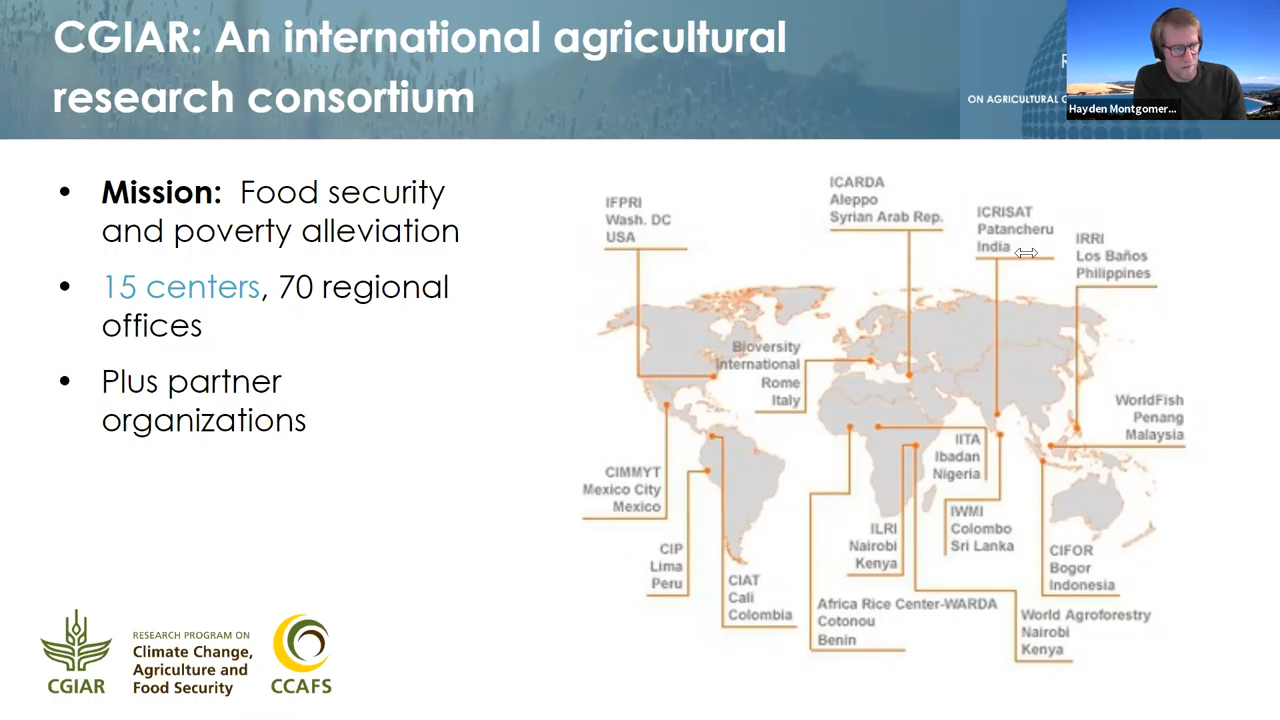 CGIAR: An international agricultural
research consortium
ON AGRICULTURAL
Hayden Montgomer...
• Mission: Food security
and poverty alleviation
• 15 centers, 70 regional
offices
• Plus partner
organizations
IFPRI
Wash. DC
USA
ICARDA
Aleppo
Syrian Arab Rep.
ICRISAT
Patancheru
India
IRRI
Los Baños
Philippines
Bioversity
International
Rome
Italy
WorldFish
Penang
Malaysia
IITA
Ibadan
Nigeria
CIMMYT
Mexico City
Mexico
IWMI
Colombo
Sri Lanka
ILRI
Nairobi
Kenya
CIP
Lima
Peru
CIFOR
Bogor
Indonesia
CIAT
Cali
Colombia
Africa Rice Center-WARDA
Cotonou
Benin
World Agroforestry
Nairobi
Kenya
CGIAR
RESEARCH PROGRAM ON
Climate Change,
Agriculture and
Food Security
CCAFS